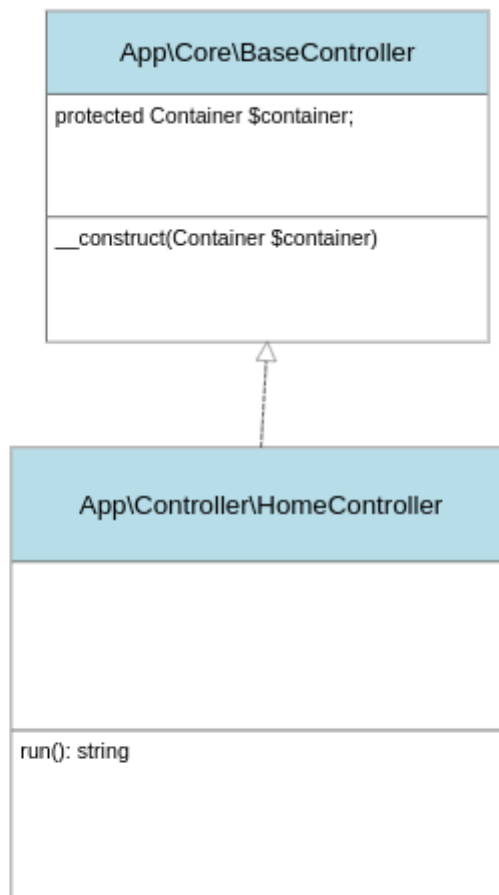 App\Core\BaseController
protected Container $container;
__construct(Container $container)
App\Controller\HomeController
run(): string